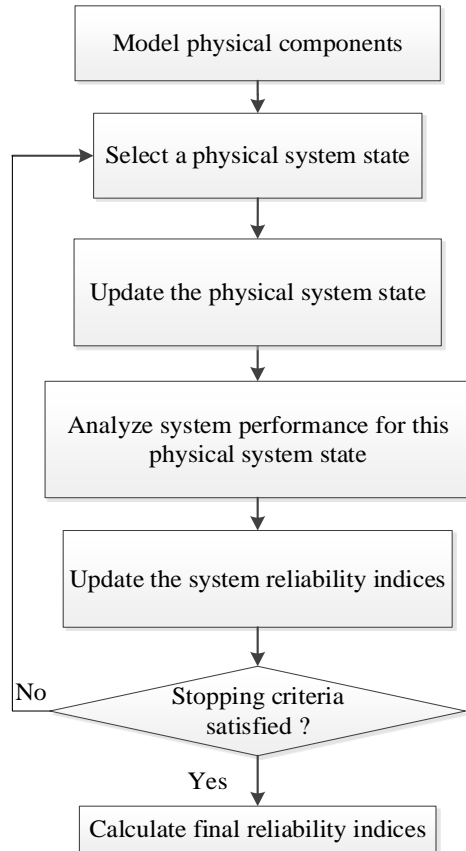 Model physical components
Select a physical system state
Update the physical system state
Analyze system performance for this
physical system state
Update the system reliability indices
Stopping criteria
satisfied ?
No
Yes
Calculate final reliability indices